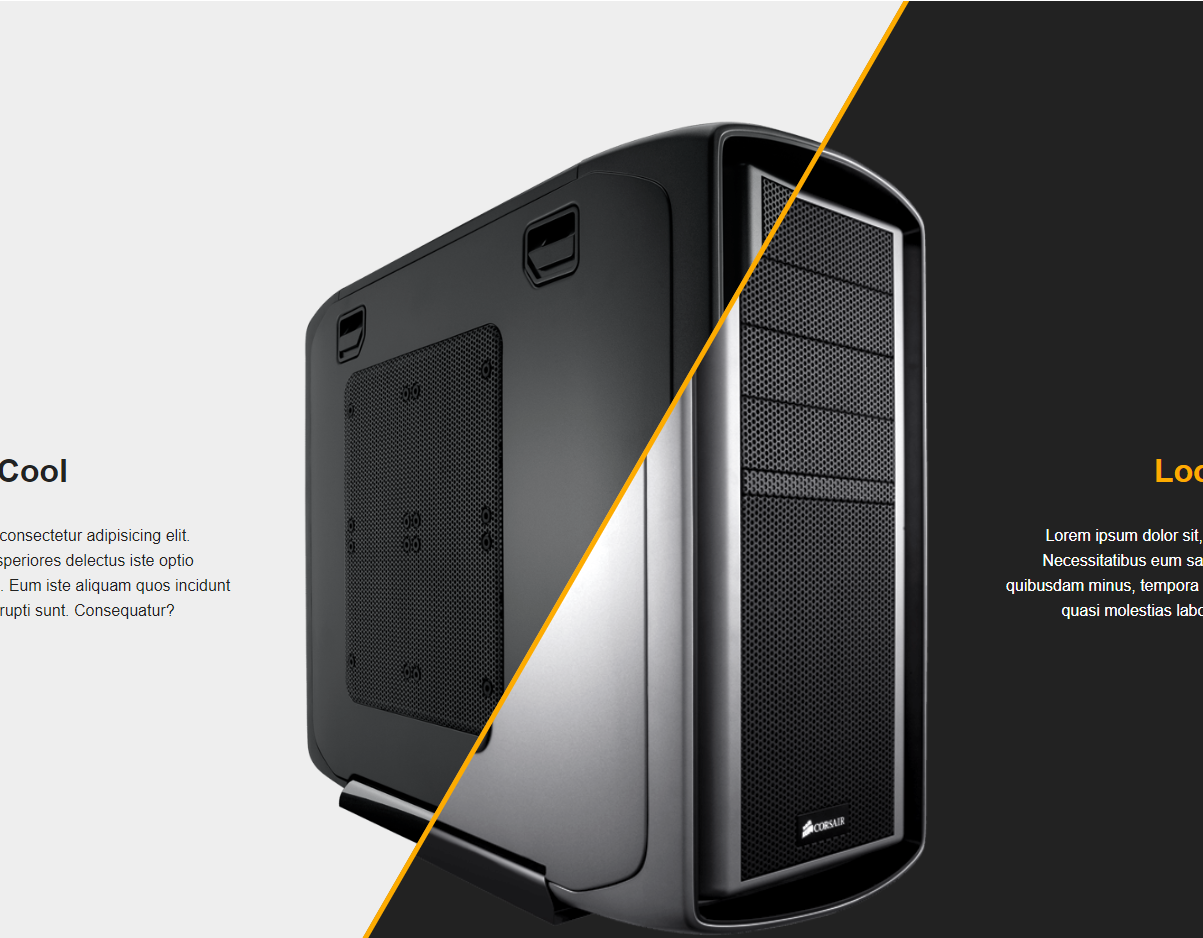 Cool
consectetur adipisicing elit.
speriores delectus iste optio
. Eum iste aliquam quos incidunt
rupti sunt. Consequatur?
Loo
Lorem ipsum dolor sit,
Necessitatibus eum sa
quibusdam minus, tempora
quasi molestias labo
CORSAIR